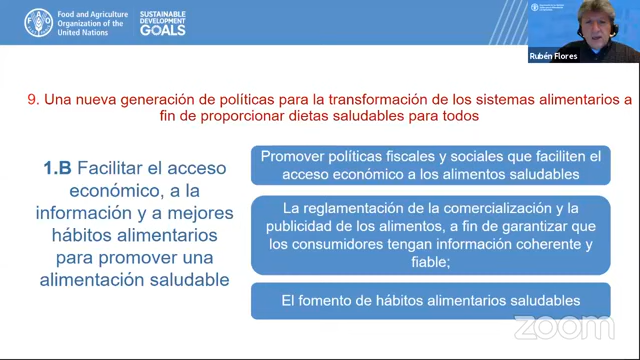 Food and Agriculture
Organization of the
United Nations
SUSTAINABLE
DEVELOPMENT
GOALS
Rubén Flores
9. Una nueva generación de políticas para la transformación de los sistemas alimentarios a
fin de proporcionar dietas saludables para todos
1.B Facilitar el acceso
económico, a la
información y a mejores
hábitos alimentarios
para promover una
alimentación saludable
Promover políticas fiscales y sociales que faciliten el
acceso económico a los alimentos saludables
La reglamentación de la comercialización y la
publicidad de los alimentos, a fin de garantizar que
los consumidores tengan información coherente y
fiable;
El fomento de hábitos alimentarios saludables
zoom